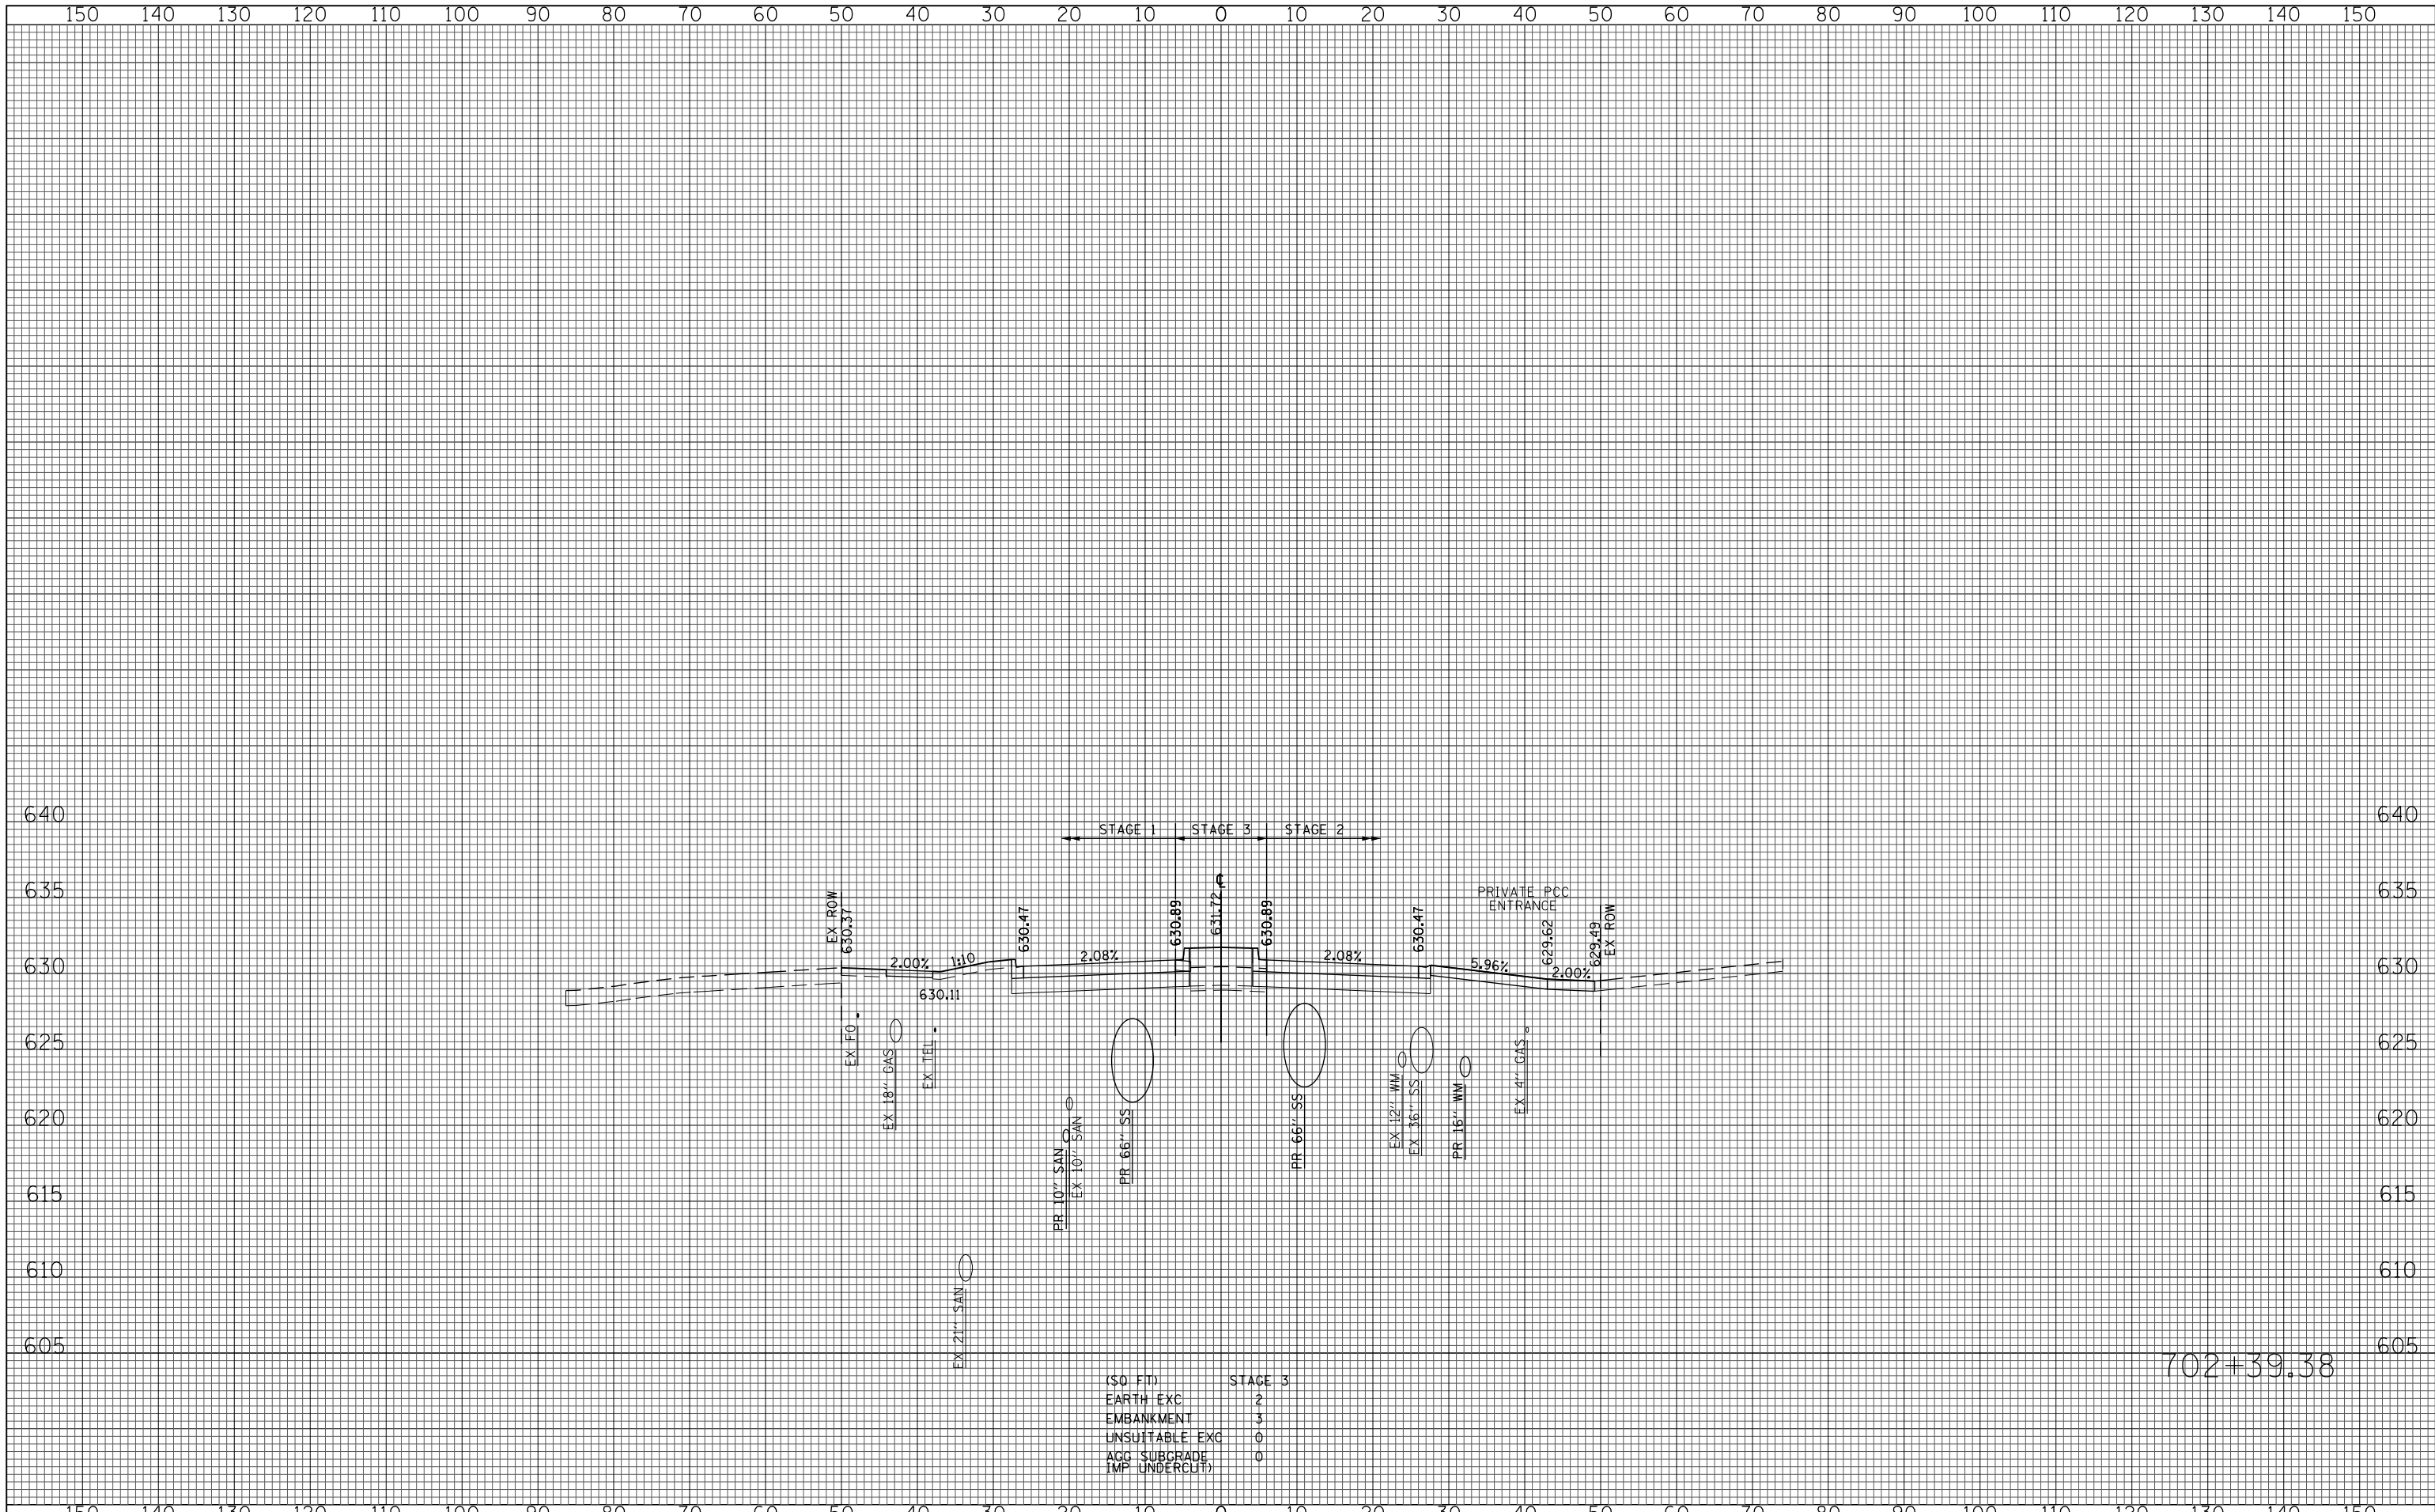 150 140 130 120 110 100 90 80 70 60 50 40 30 20 10 0 10 20 30 40 50 60 70 80 90 100 110 120 130 140 150
640 640
STAGE 1 STAGE 3 STAGE 2
635 635
EX ROW
630.37
630.47
630.89
631.72
℄
630.89
630.47
PRIVATE PCC
ENTRANCE
629.62
629.49
EX ROW
630 630
2.00% 1:10 2.08% 2.08% 5.96% 2.00%
630.11
625 625
EX FO
EX 18" GAS
EX TEL
PR 10" SAN
EX 10" SAN
PR 66" SS
PR 66" SS
EX 12" WM
EX 36" SS
PR 16" WM
EX 4" GAS
620 620
615 615
610 610
EX 21" SAN
605 605
702+39.38
(SQ FT) STAGE 3
EARTH EXC 2
EMBANKMENT 3
UNSUITABLE EXC 0
AGG SUBGRADE 0
IMP UNDERCUT)
150 140 130 120 110 100 90 80 70 60 50 40 30 20 10 0 10 20 30 40 50 60 70 80 90 100 110 120 130 140 150